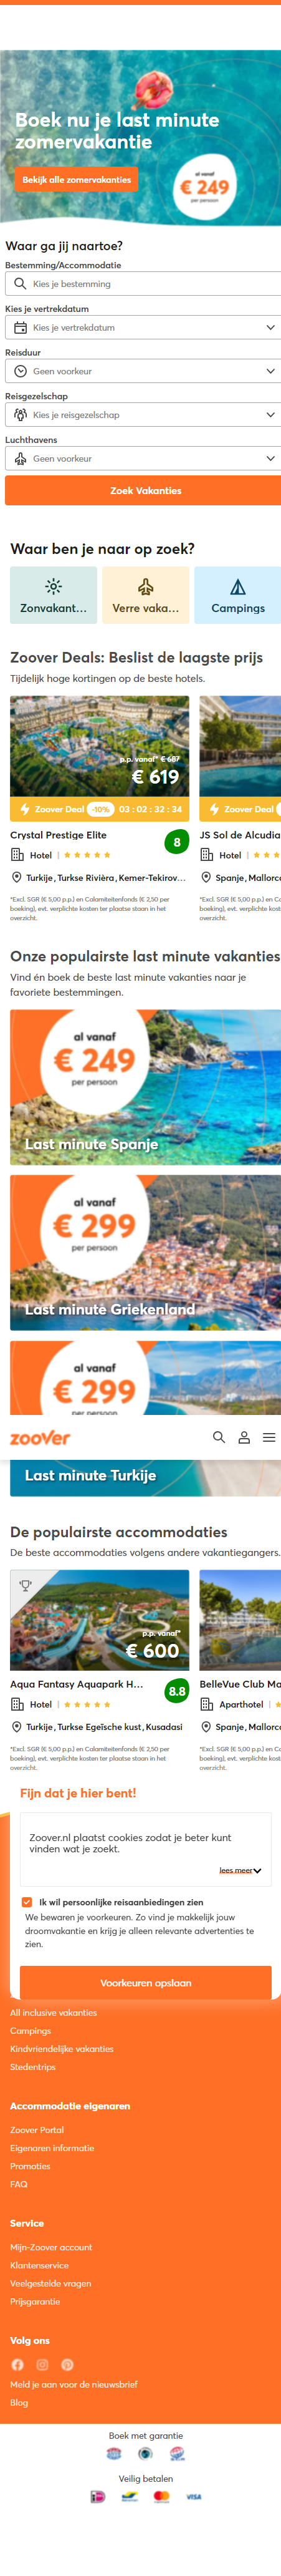 Boek nu je last minute
zomervakantie
Bekijk alle zomervakanties
al vanaf
€ 249
per persoon
Waar ga jij naartoe?
Bestemming/Accommodatie
Kies je bestemming
Kies je vertrekdatum
Kies je vertrekdatum
Reisduur
Geen voorkeur
Reisgezelschap
Kies je reisgezelschap
Luchthavens
Geen voorkeur
Zoek Vakanties
Waar ben je naar op zoek?
Zonvakant...
Verre vaka...
Campings
Zoover Deals: Beslist de laagste prijs
Tijdelijk hoge kortingen op de beste hotels.
p.p. vanaf* € 687
€ 619
Zoover Deal -10% 03 : 02 : 32 : 34
Zoover Deal
Crystal Prestige Elite
8
Hotel
Turkije, Turkse Rivièra, Kemer-Tekirov...
*Excl. SGR (€ 5,00 p.p.) en Calamiteitenfonds (€ 2,50 per
boeking), evt. verplichte kosten ter plaatse staan in het
overzicht.
JS Sol de Alcudia
Hotel
Spanje, Mallorc
*Excl. SGR (€ 5,00 p.p.) en Ca
boeking), evt. verplichte kost
overzicht.
Onze populairste last minute vakanties
Vind én boek de beste last minute vakanties naar je
favoriete bestemmingen.
al vanaf
€ 249
per persoon
Last minute Spanje
al vanaf
€ 299
per persoon
Last minute Griekenland
al vanaf
€ 299
zoover
Last minute Turkije
De populairste accommodaties
De beste accommodaties volgens andere vakantiegangers.
p.p. vanaf*
€ 600
Aqua Fantasy Aquapark H...
8.8
Hotel
Turkije, Turkse Egeïsche kust, Kusadasi
*Excl. SGR (€ 5,00 p.p.) en Calamiteitenfonds (€ 2,50 per
boeking), evt. verplichte kosten ter plaatse staan in het
overzicht.
BelleVue Club Ma
Aparthotel
Spanje, Mallorc
*Excl. SGR (€ 5,00 p.p.) en Ca
boeking), evt. verplichte kost
overzicht.
Fijn dat je hier bent!
Zoover.nl plaatst cookies zodat je beter kunt
vinden wat je zoekt.
lees meer
Ik wil persoonlijke reisaanbiedingen zien
We bewaren je voorkeuren. Zo vind je makkelijk jouw
droomvakantie en krijg je alleen relevante advertenties te
zien.
Voorkeuren opslaan
All inclusive vakanties
Campings
Kindvriendelijke vakanties
Stedentrips
Accommodatie eigenaren
Zoover Portal
Eigenaren informatie
Promoties
FAQ
Service
Mijn-Zoover account
Klantenservice
Veelgestelde vragen
Prijsgarantie
Volg ons
Meld je aan voor de nieuwsbrief
Blog
Boek met garantie
Veilig betalen
VISA